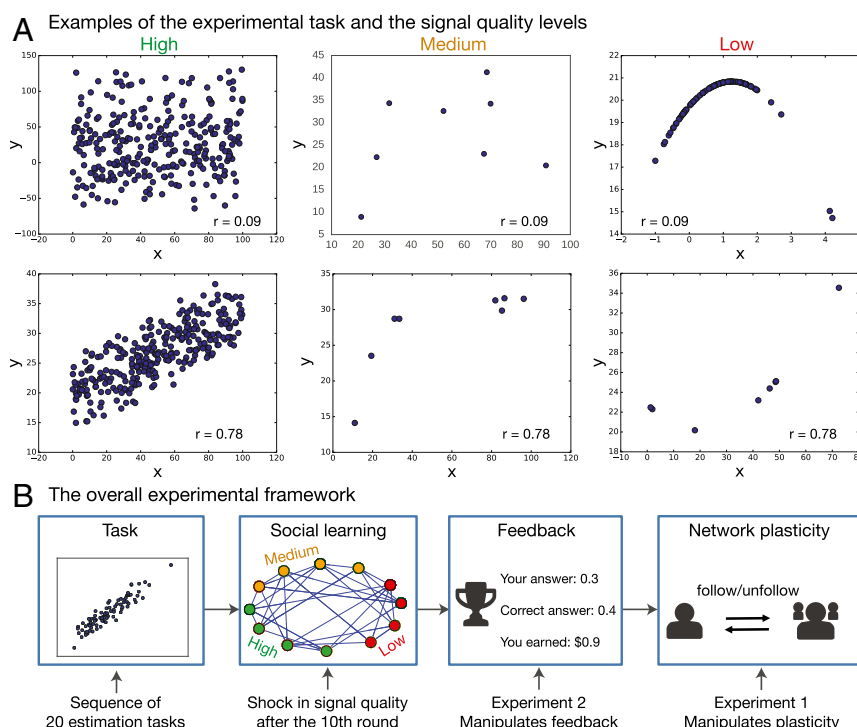 A Examples of the experimental task and the signal quality levels
High
Medium
Low
150
100
50
0
−50
−100
−20 0 20 40 60 80 100 120
y
x
r = 0.09
45
40
35
30
25
20
15
10
5
10 20 30 40 50 60 70 80 90 100
y
x
r = 0.09
22
21
20
19
18
17
16
15
14
−2 −1 0 1 2 3 4
y
x
r = 0.09
40
35
30
25
20
15
10
−20 0 20 40 60 80 100 120
y
x
r = 0.78
35
30
25
20
15
10
0 20 40 60 80 100 120
y
x
r = 0.78
36
34
32
30
28
26
24
22
20
18
−10 0 10 20 30 40 50 60 70
y
x
r = 0.78
B The overall experimental framework
Task
Sequence of
20 estimation tasks
Social learning
Medium
High
Low
Shock in signal quality
after the 10th round
Feedback
Your answer: 0.3
Correct answer: 0.4
You earned: $0.9
Experiment 2
Manipulates feedback
Network plasticity
follow/unfollow
Experiment 1
Manipulates plasticity